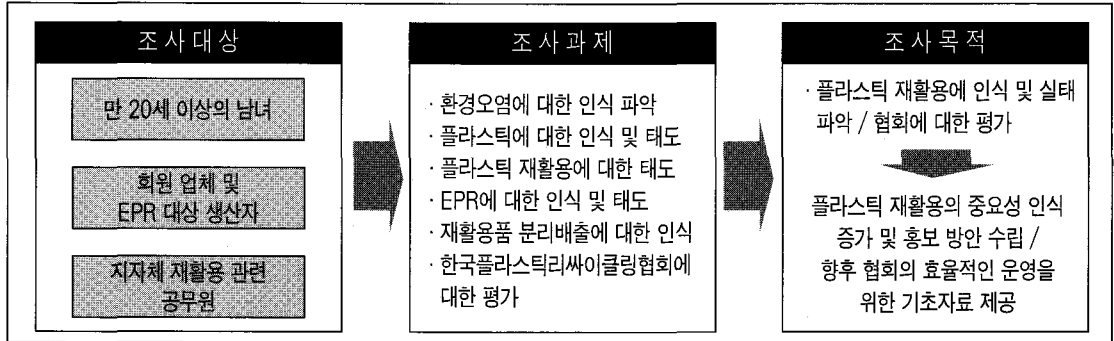 조사대상
만 20세 이상의 남녀
회원 업체 및
EPR 대상 생산자
지자체 재활용 관련
공무원
조사과제
· 환경오염에 대한 인식 파악
· 플라스틱에 대한 인식 및 태도
· 플라스틱 재활용에 대한 태도
· EPR에 대한 인식 및 태도
· 재활용품 분리배출에 대한 인식
· 한국플라스틱리싸이클링협회에
대한 평가
조사목적
· 플라스틱 재활용에 인식 및 실태
파악 / 협회에 대한 평가
플라스틱 재활용의 중요성 인식
증가 및 홍보 방안 수립 /
향후 협회의 효율적인 운영을
위한 기초자료 제공